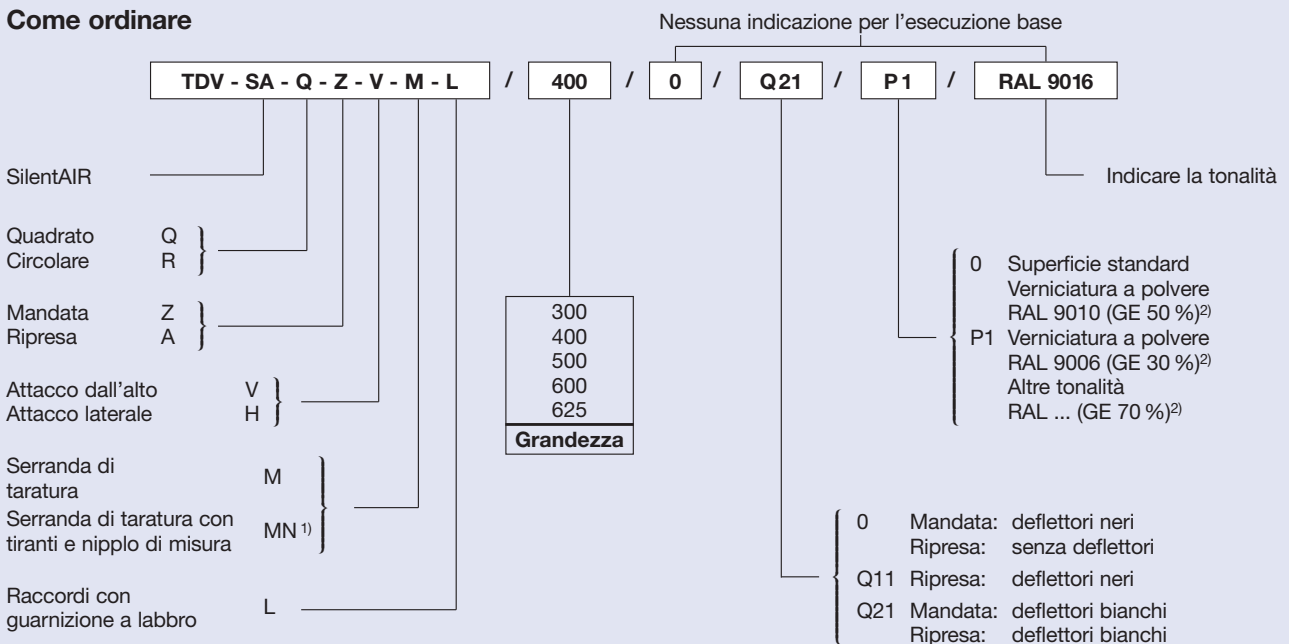 Come ordinare
Nessuna indicazione per l'esecuzione base
TDV - SA - Q - Z - V - M - L / 400 / 0 / Q21 / P1 / RAL 9016
SilentAIR
Indicare la tonalità
Quadrato Q
Circolare R
Mandata Z
Ripresa A
Attacco dall'alto V
Attacco laterale H
Serranda di
taratura M
Serranda di taratura con
tiranti e nipplo di misura MN 1)
Raccordi con
guarnizione a labbro L
300
400
500
600
625
Grandezza
0 Superficie standard
Verniciatura a polvere
RAL 9010 (GE 50 %)2)
P1 Verniciatura a polvere
RAL 9006 (GE 30 %)2)
Altre tonalità
RAL ... (GE 70 %)2)
0 Mandata: deflettori neri
Ripresa: senza deflettori
Q11 Ripresa: deflettori neri
Q21 Mandata: deflettori bianchi
Ripresa: deflettori bianchi